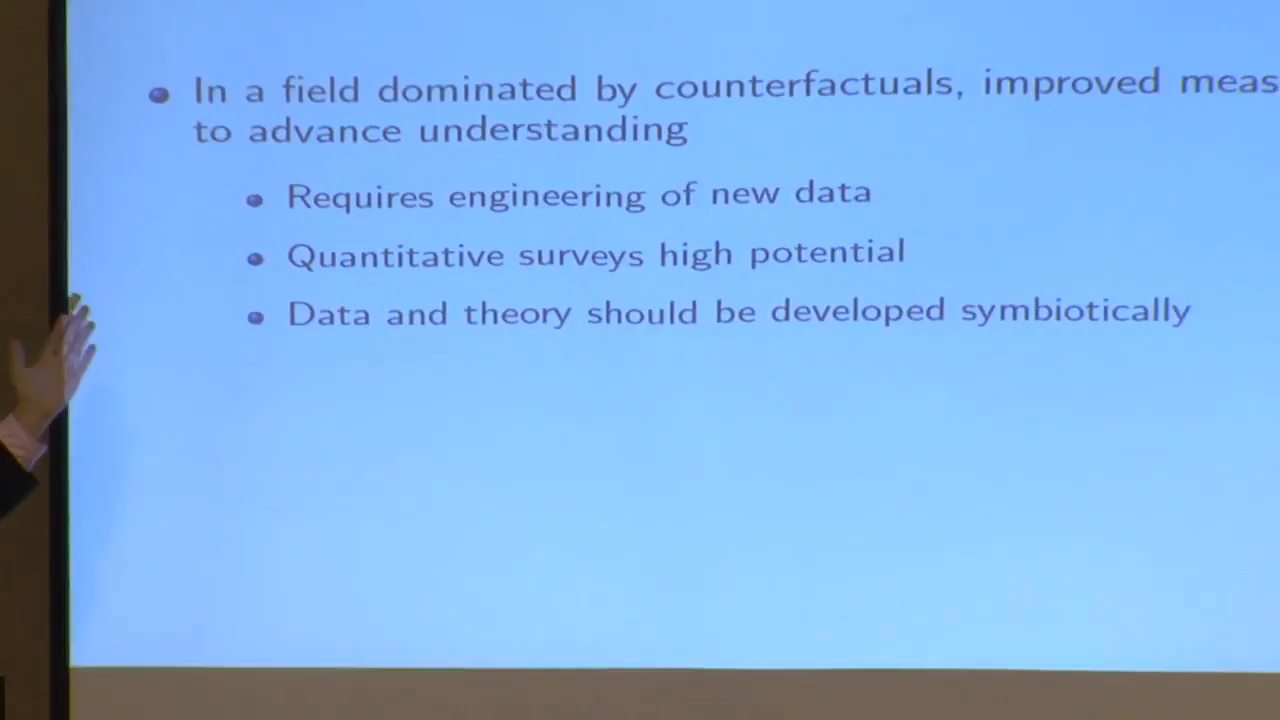 In a field dominated by counterfactuals, improved meas
to advance understanding
Requires engineering of new data
Quantitative surveys high potential
Data and theory should be developed symbiotically